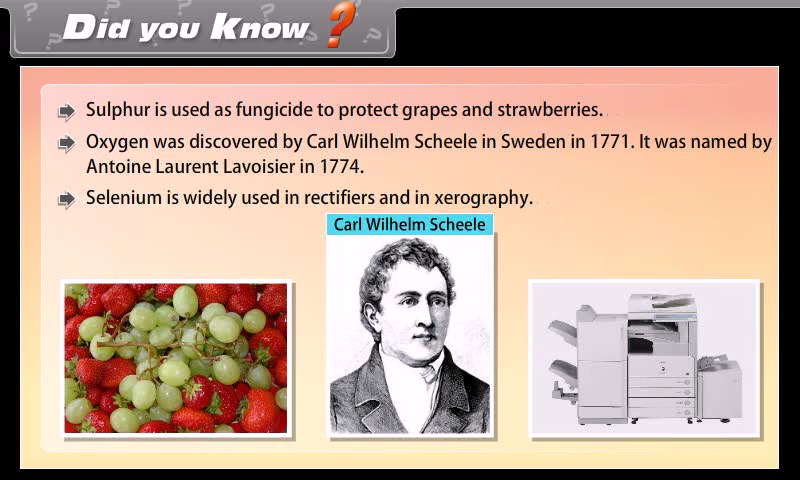 Did you Know ?
Sulphur is used as fungicide to protect grapes and strawberries.
Oxygen was discovered by Carl Wilhelm Scheele in Sweden in 1771. It was named by
Antoine Laurent Lavoisier in 1774.
Selenium is widely used in rectifiers and in xerography.
Carl Wilhelm Scheele